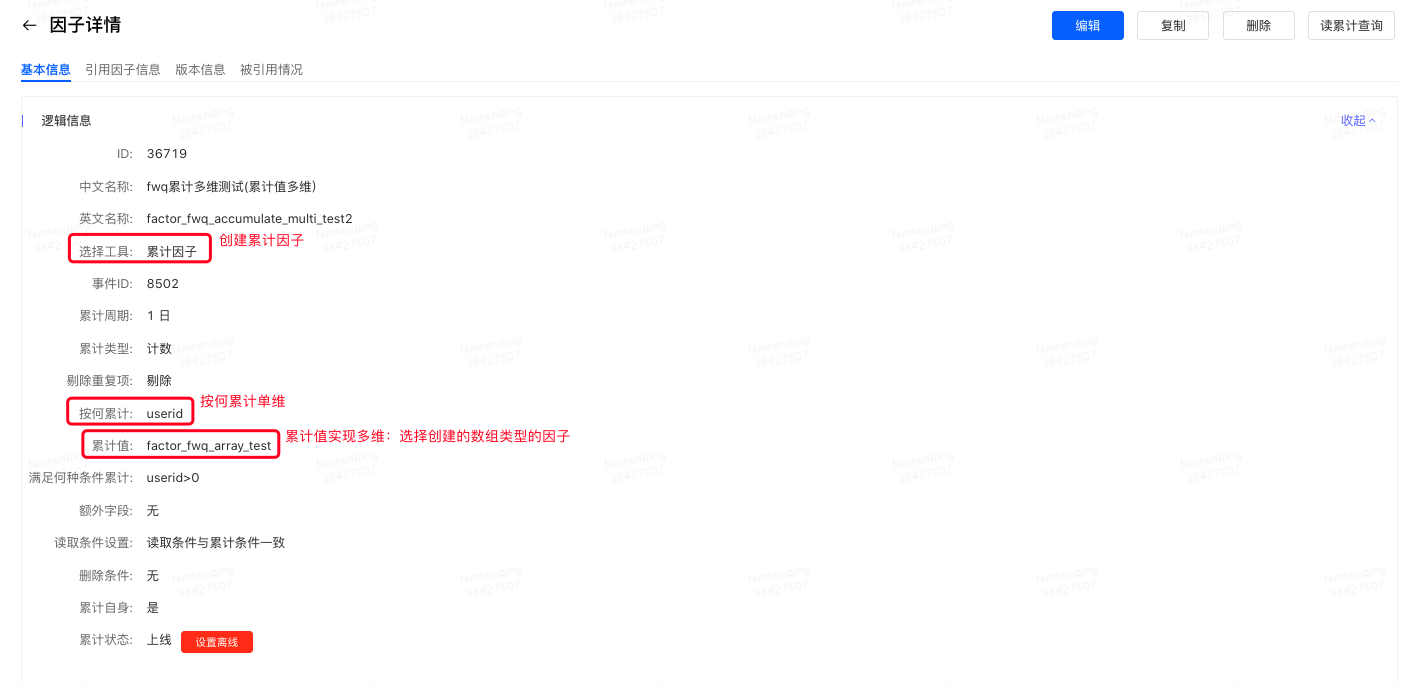 ← 因子详情
编辑 复制 删除 读累计查询
基本信息 引用因子信息 版本信息 被引用情况
逻辑信息 收起
ID: 36719
中文名称: fwq累计多维测试(累计值多维)
英文名称: factor_fwq_accumulate_multi_test2
选择工具: 累计因子 创建累计因子
事件ID: 8502
累计周期: 1 日
累计类型: 计数
剔除重复项: 剔除
按何累计: userid 按何累计单维
累计值: factor_fwq_array_test 累计值实现多维：选择创建的数组类型的因子
满足何种条件累计: userid>0
额外字段: 无
读取条件设置: 读取条件与累计条件一致
删除条件: 无
累计自身: 是
累计状态: 上线 设置离线
fanwenqing
38427507